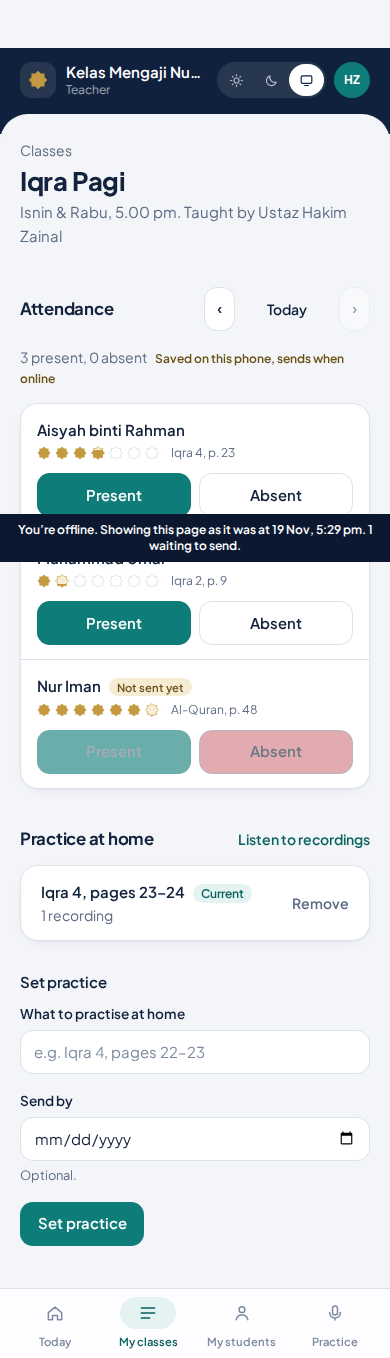 Kelas Mengaji Nu…
Teacher
HZ
Classes
Iqra Pagi
Isnin & Rabu, 5.00 pm. Taught by Ustaz Hakim
Zainal
Attendance
‹
Today
›
3 present, 0 absent Saved on this phone, sends when
online
Aisyah binti Rahman
Iqra 4, p. 23
Present
Absent
You're offline. Showing this page as it was at 19 Nov, 5:29 pm. 1
waiting to send.
Iqra 2, p. 9
Present
Absent
Nur Iman Not sent yet
Al-Quran, p. 48
Present
Absent
Practice at home
Listen to recordings
Iqra 4, pages 23–24 Current
1 recording
Remove
Set practice
What to practise at home
e.g. Iqra 4, pages 22–23
Send by
mm/dd/yyyy
Optional.
Set practice
Today
My classes
My students
Practice